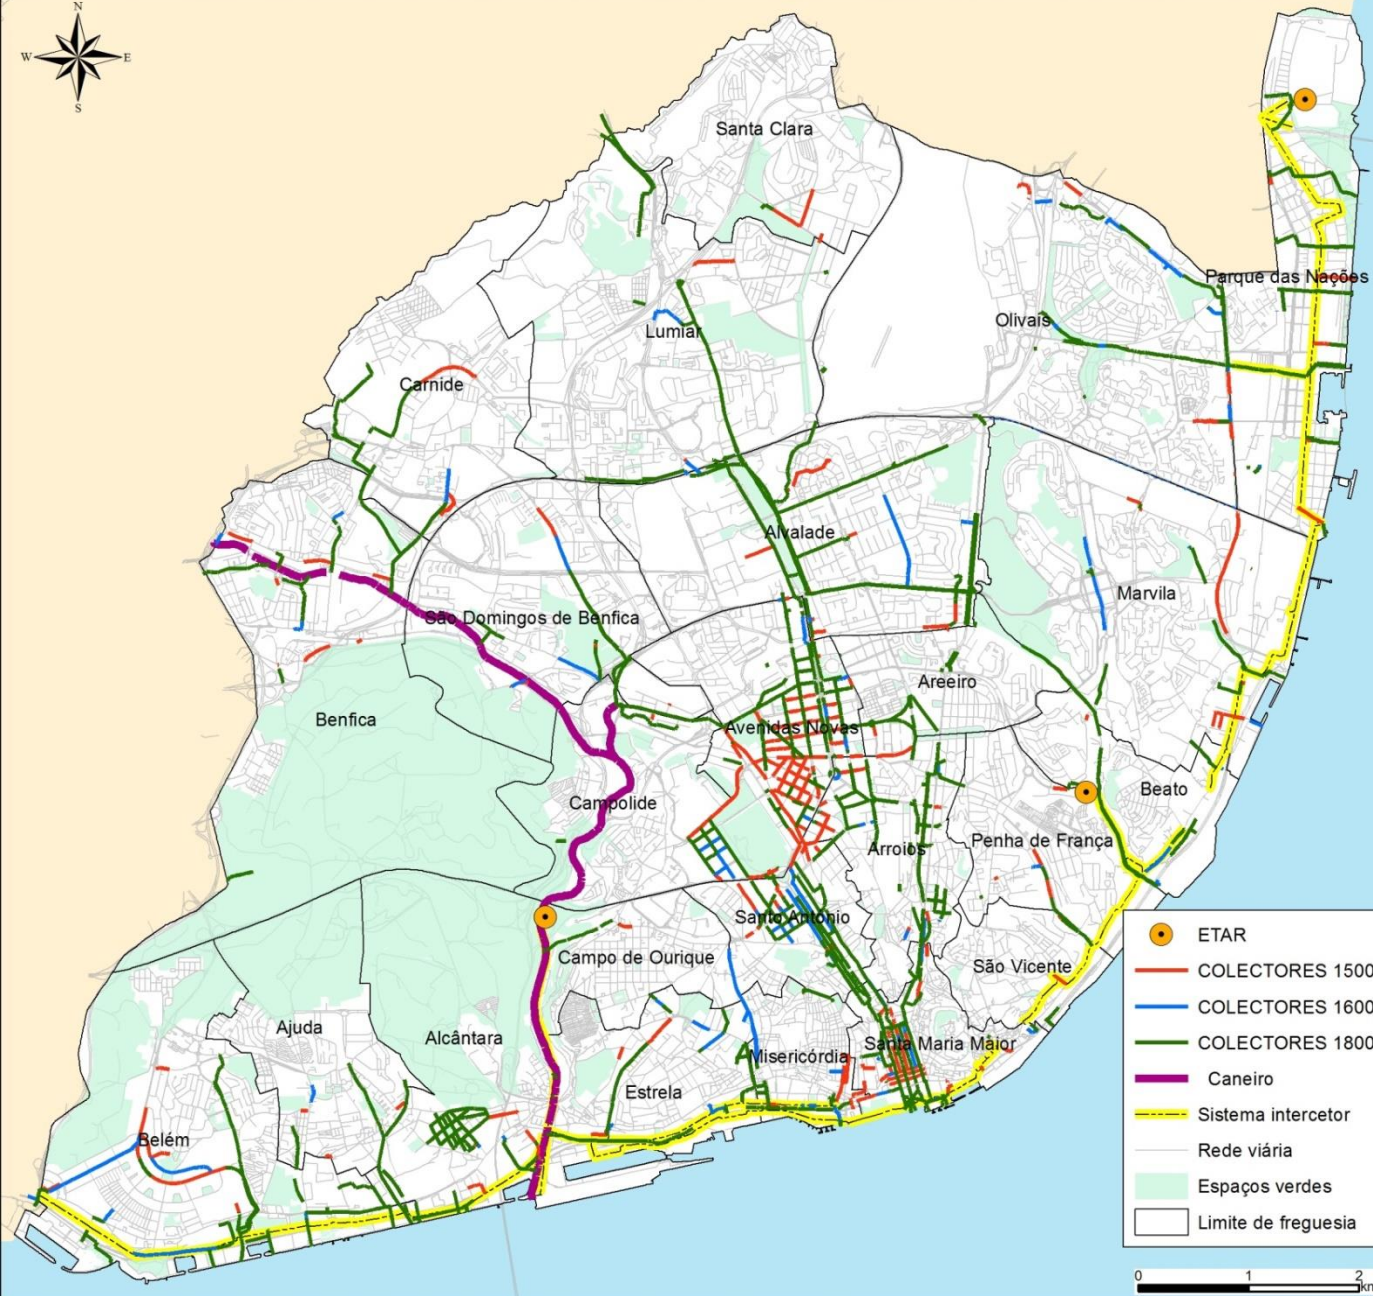 N
W
E
S
Santa Clara
Parque das Nações
Olivais
Lumiar
Carnide
Alvalade
Marvila
São Domingos de Benfica
Areeiro
Benfica
Avenidas Novas
Beato
Campolide
Penha de França
Arroios
Santo António
Campo de Ourique
São Vicente
Ajuda
Alcântara
Santa Maria Maior
Misericórdia
Estrela
Belém
ETAR
COLECTORES 1500
COLECTORES 1600
COLECTORES 1800
Caneiro
Sistema intercetor
Rede viária
Espaços verdes
Limite de freguesia
0 1 2
km